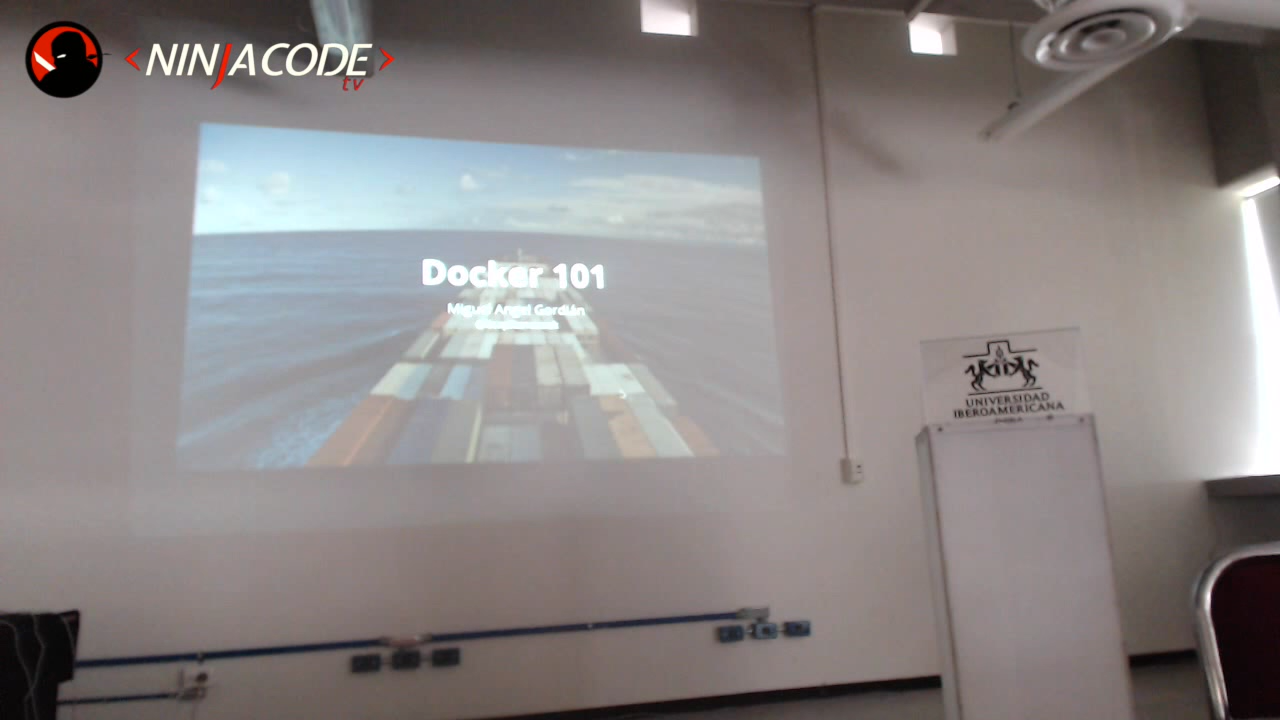 <NINJACODE>
tv
Docker 101
Miguel Angel Gordián
UNIVERSIDAD
IBEROAMERICANA